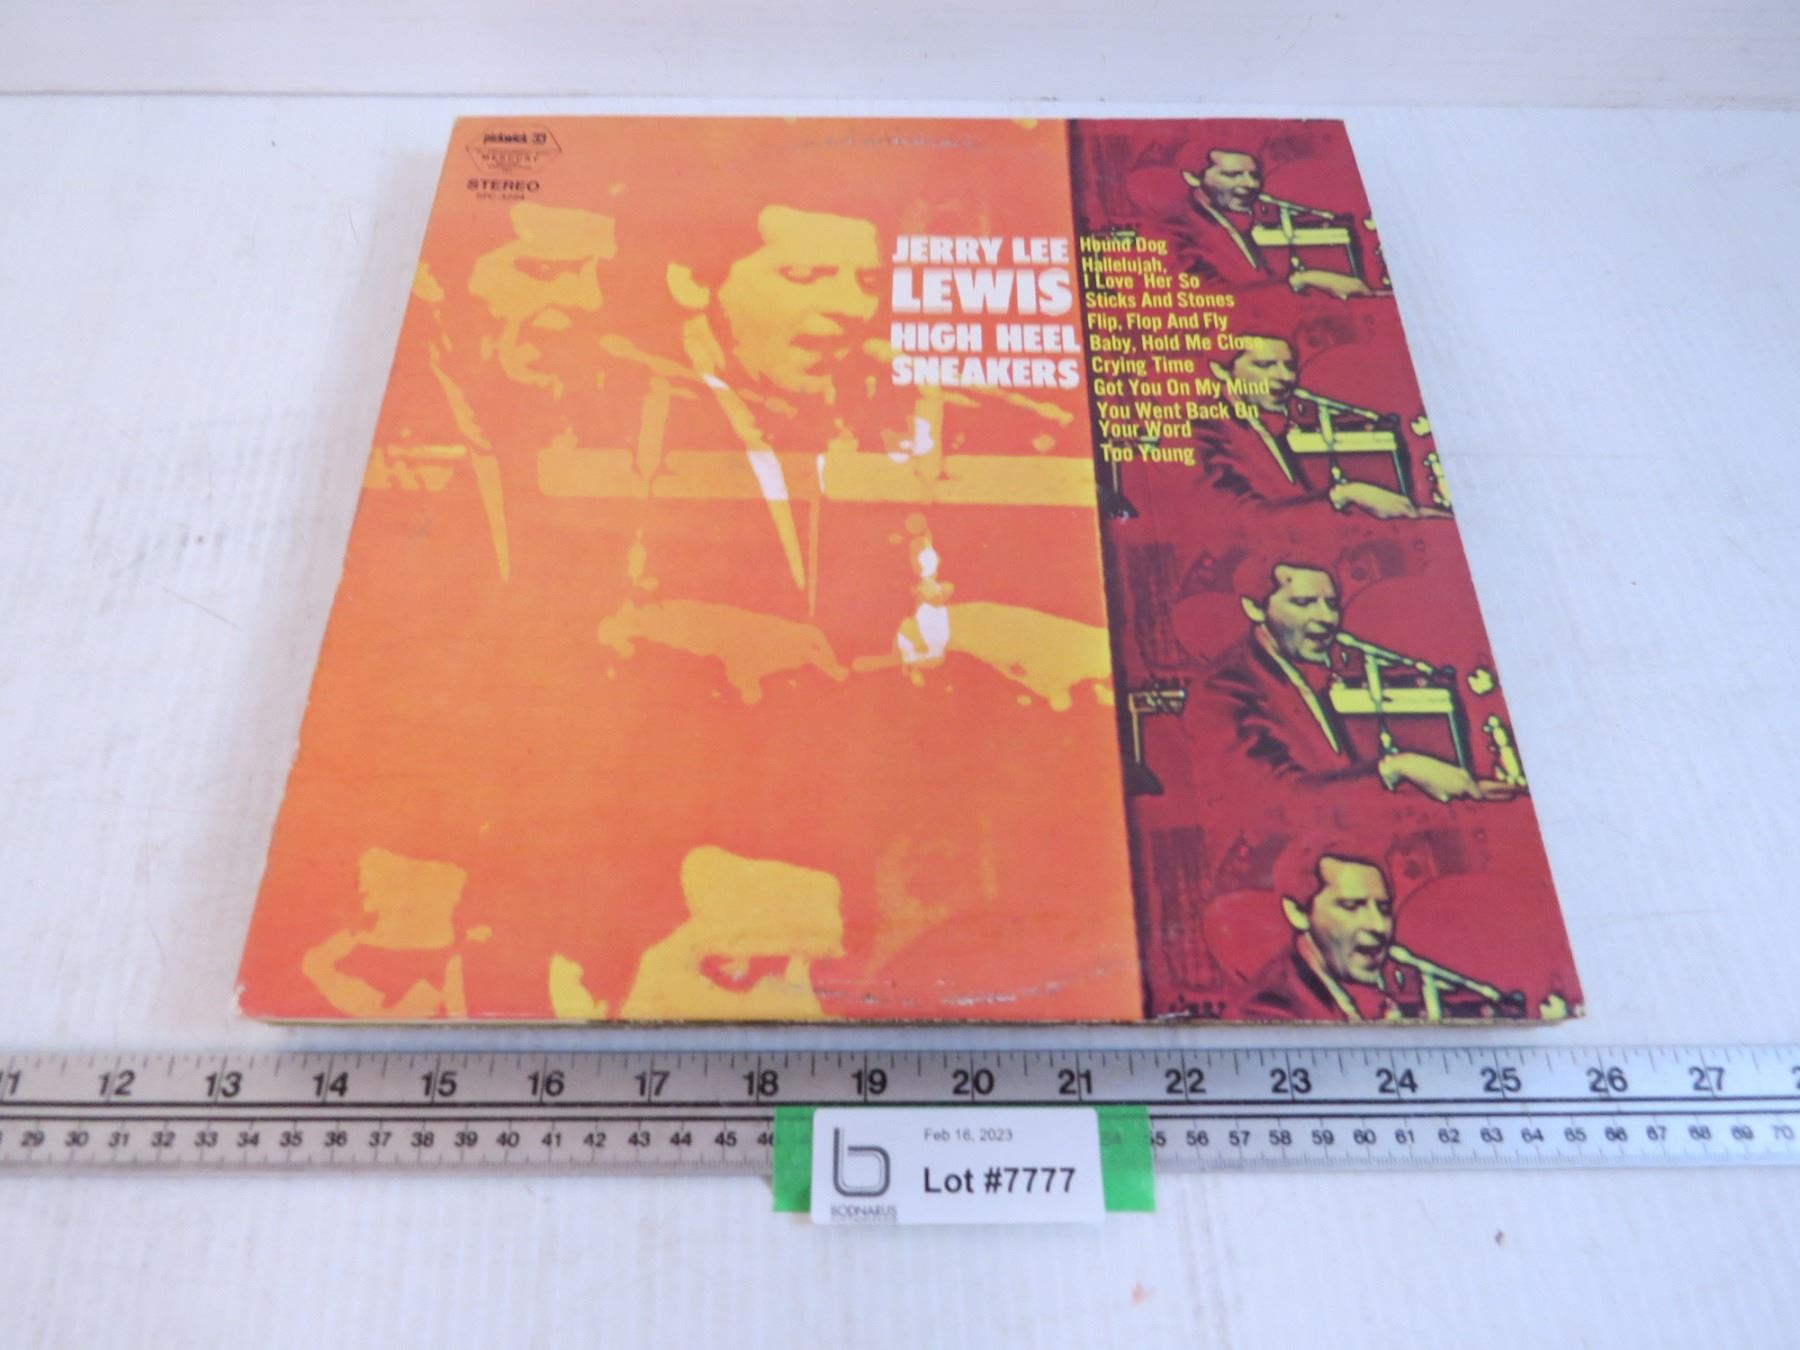 pickwick 33
MERCURY
STEREO
JERRY LEE
LEWIS
HIGH HEEL
SNEAKERS
Hound Dog
Hallelujah,
I Love Her So
Sticks And Stones
Flip, Flop And Fly
Baby, Hold Me Close
Crying Time
Got You On My Mind
You Went Back On
Your Word
Too Young
11 12 13 14 15 16 17 18 19 20 21 22 23 24 25 26 27
29 30 31 32 33 34 35 36 37 38 39 40 41 42 43 44 45 46 54 55 56 57 58 59 60 61 62 63 64 65 66 67 68 69 70
Feb 16, 2023
Lot #7777
BODNARUS